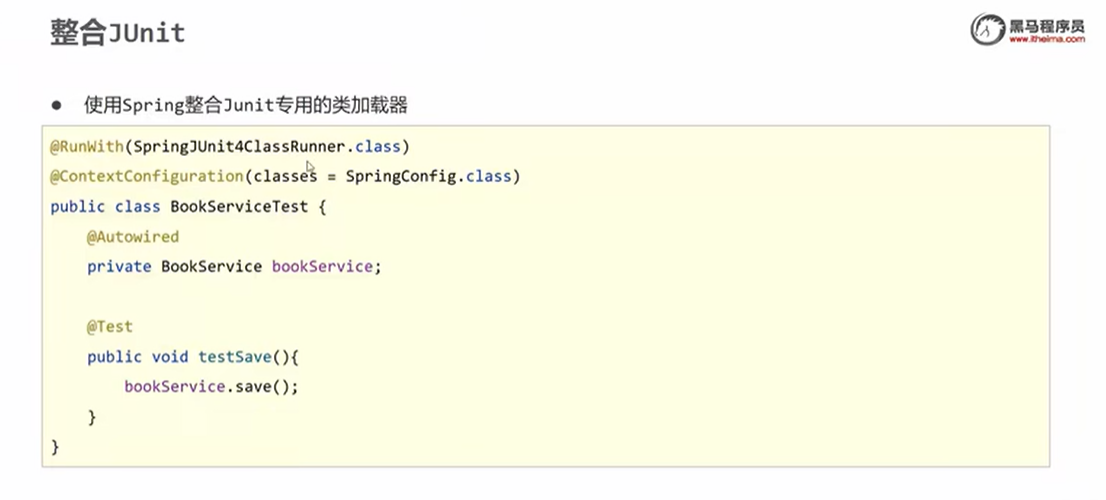 整合JUnit
黑马程序员
www.itheima.com
● 使用Spring整合Junit专用的类加载器
@RunWith(SpringJUnit4ClassRunner.class)
@ContextConfiguration(classes = SpringConfig.class)
public class BookServiceTest {
    @Autowired
    private BookService bookService;
    @Test
    public void testSave(){
        bookService.save();
    }
}